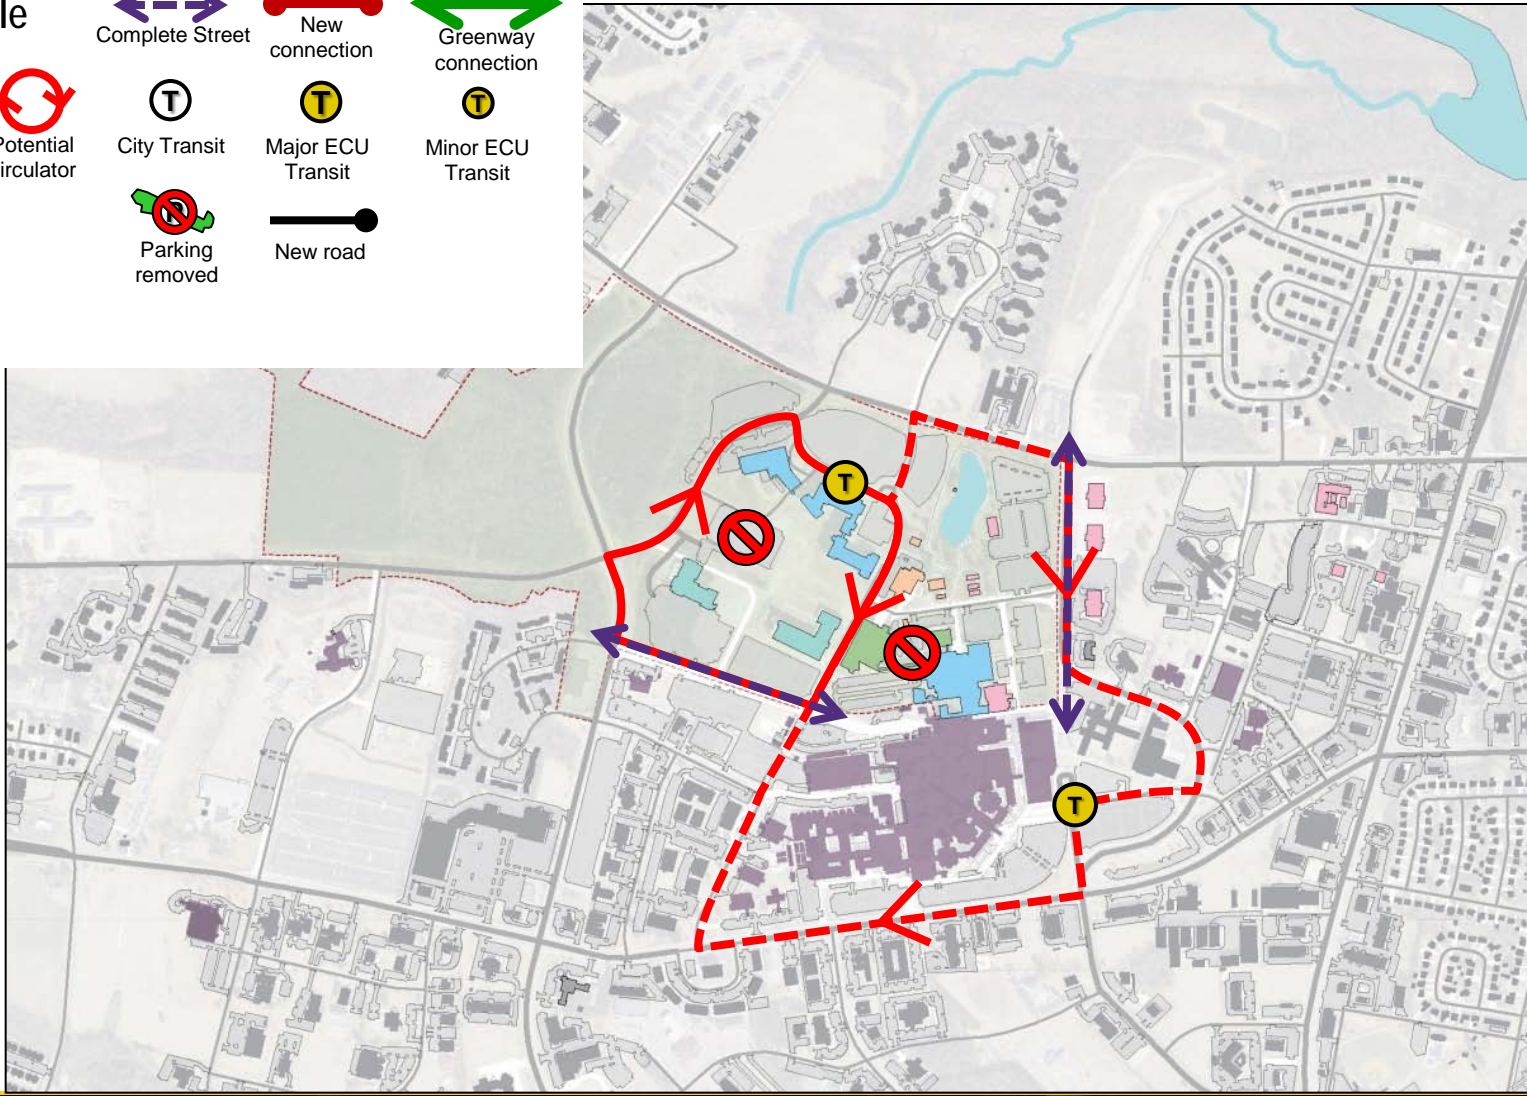 le
Complete Street
New
connection
Greenway
connection
T
T
T
Potential
irculator
City Transit
Major ECU
Transit
Minor ECU
Transit
P
Parking
removed
New road
T
T